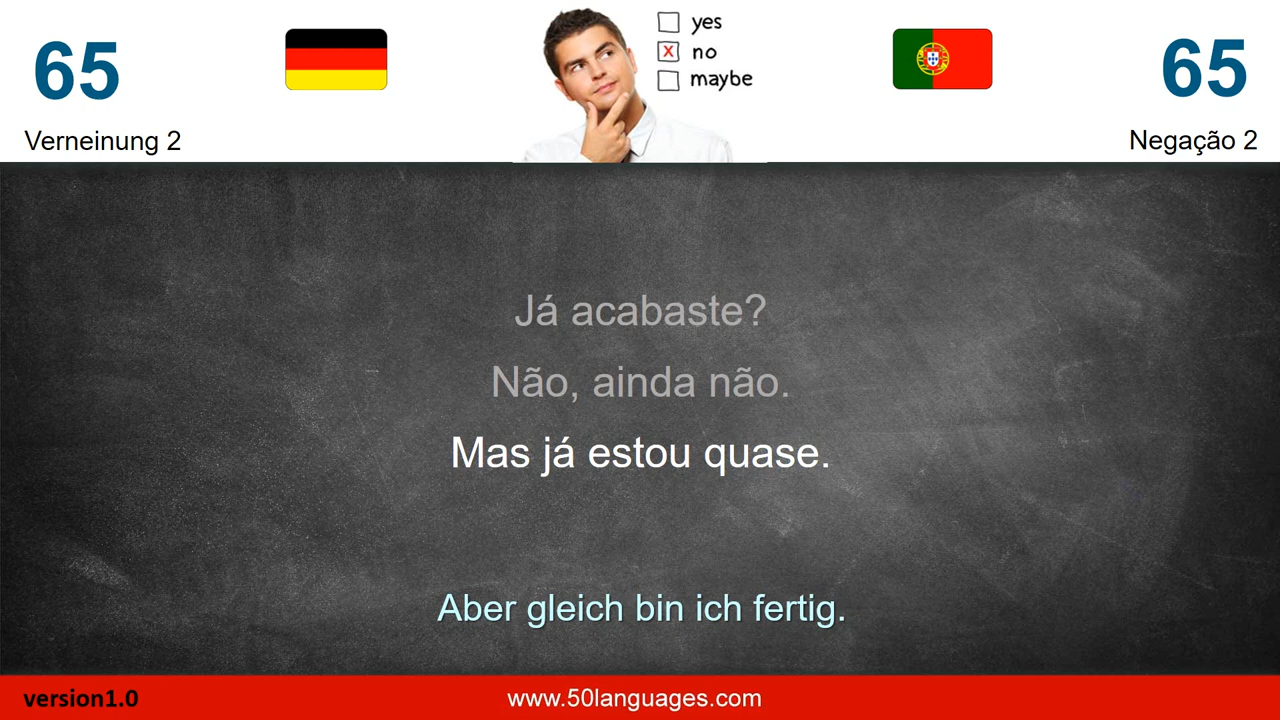 65
yes
no
maybe
65
Verneinung 2
Negação 2
Já acabaste?
Não, ainda não.
Mas já estou quase.
Aber gleich bin ich fertig.
version1.0
www.50languages.com